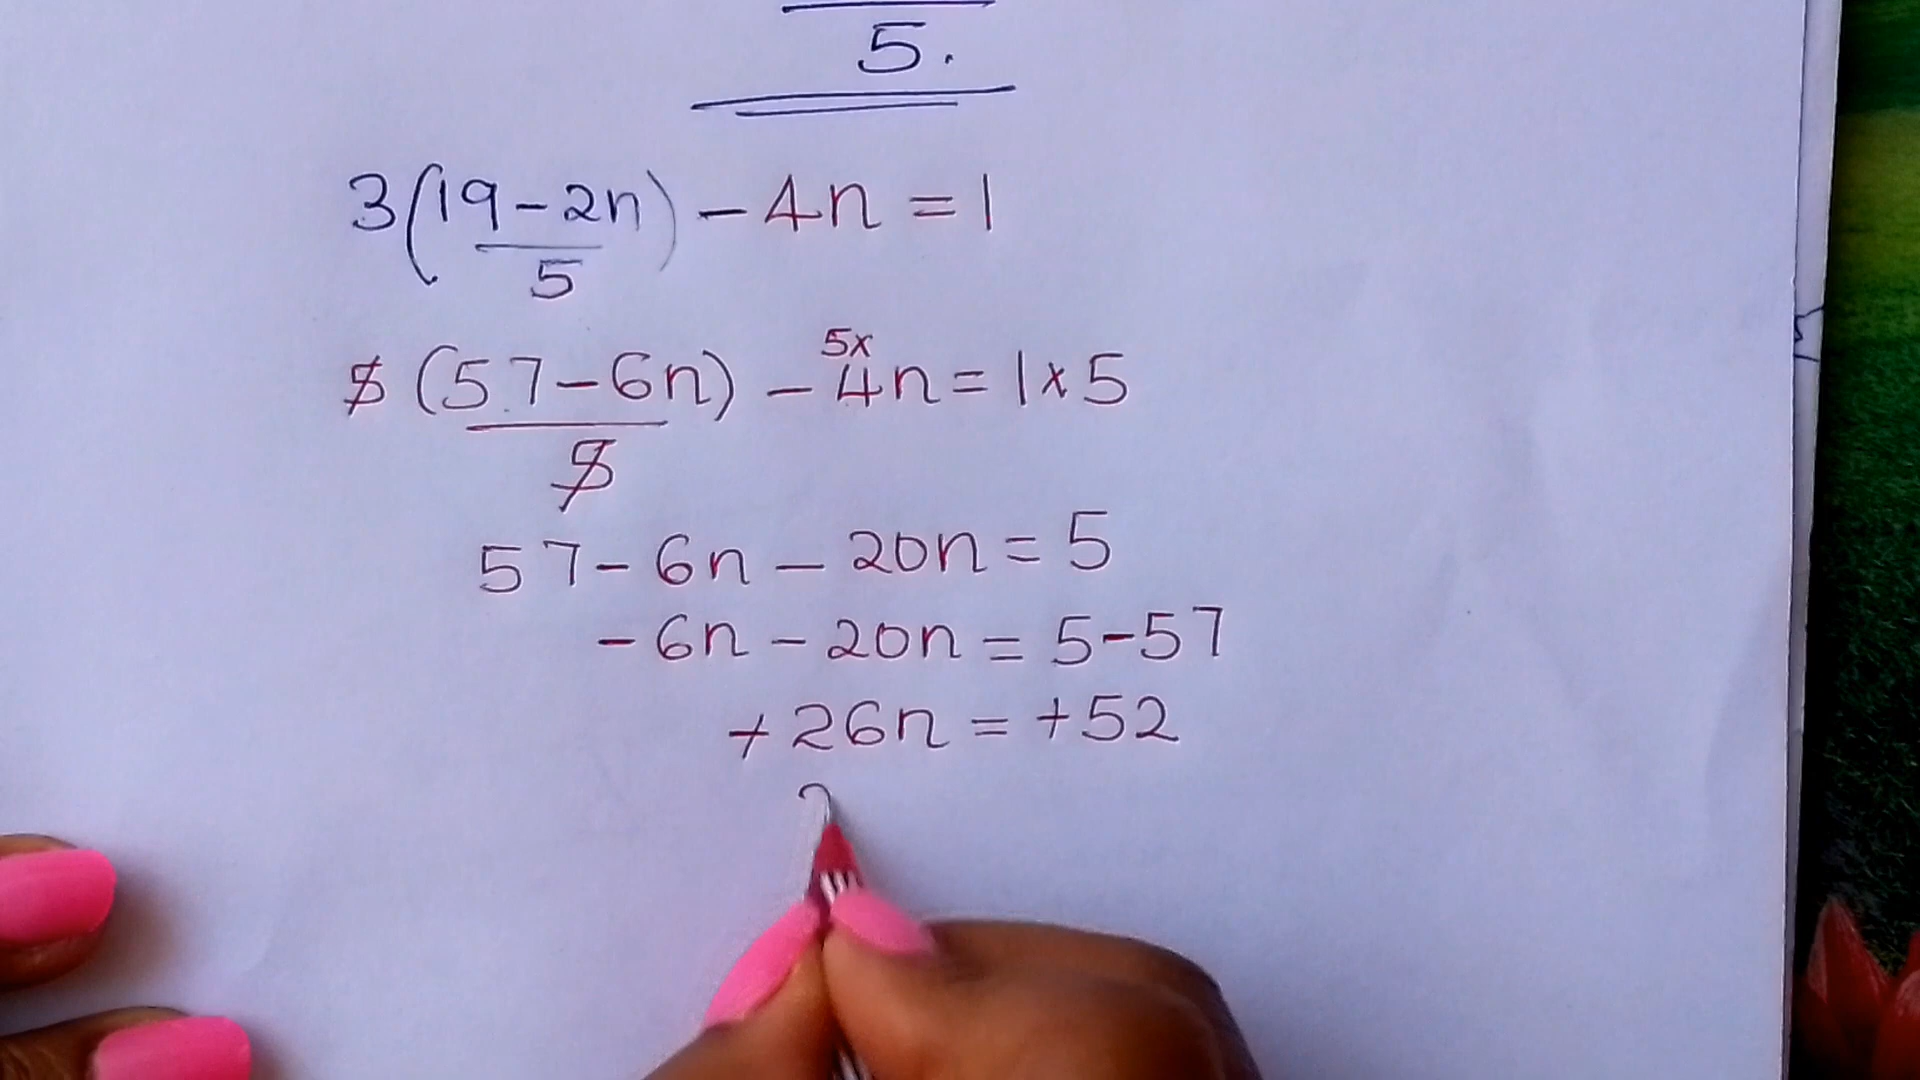 5.
3(19-2n) - 4n = 1
5
5x
5 (57-6n) - 4n = 1x5
5
57-6n - 20n = 5
-6n - 20n = 5-57
+26n = +52
2